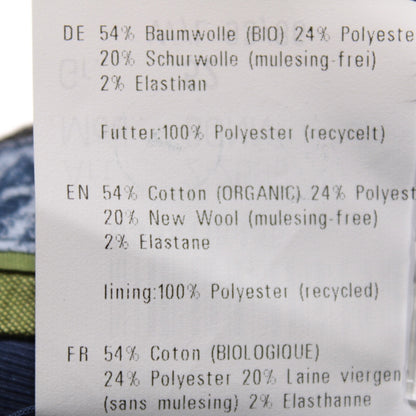 DE 54% Baumwolle (BIO) 24% Polyeste
20% Schurwolle (mulesing-frei)
2% Elasthan
Futter:100% Polyester (recycelt)
EN 54% Cotton (ORGANIC) 24% Polyest
20% New Wool (mulesing-free)
2% Elastane
lining:100% Polyester (recycled)
FR 54% Coton (BIOLOGIQUE)
24% Polyester 20% Laine viergen
(sans mulesing) 2% Elasthanne